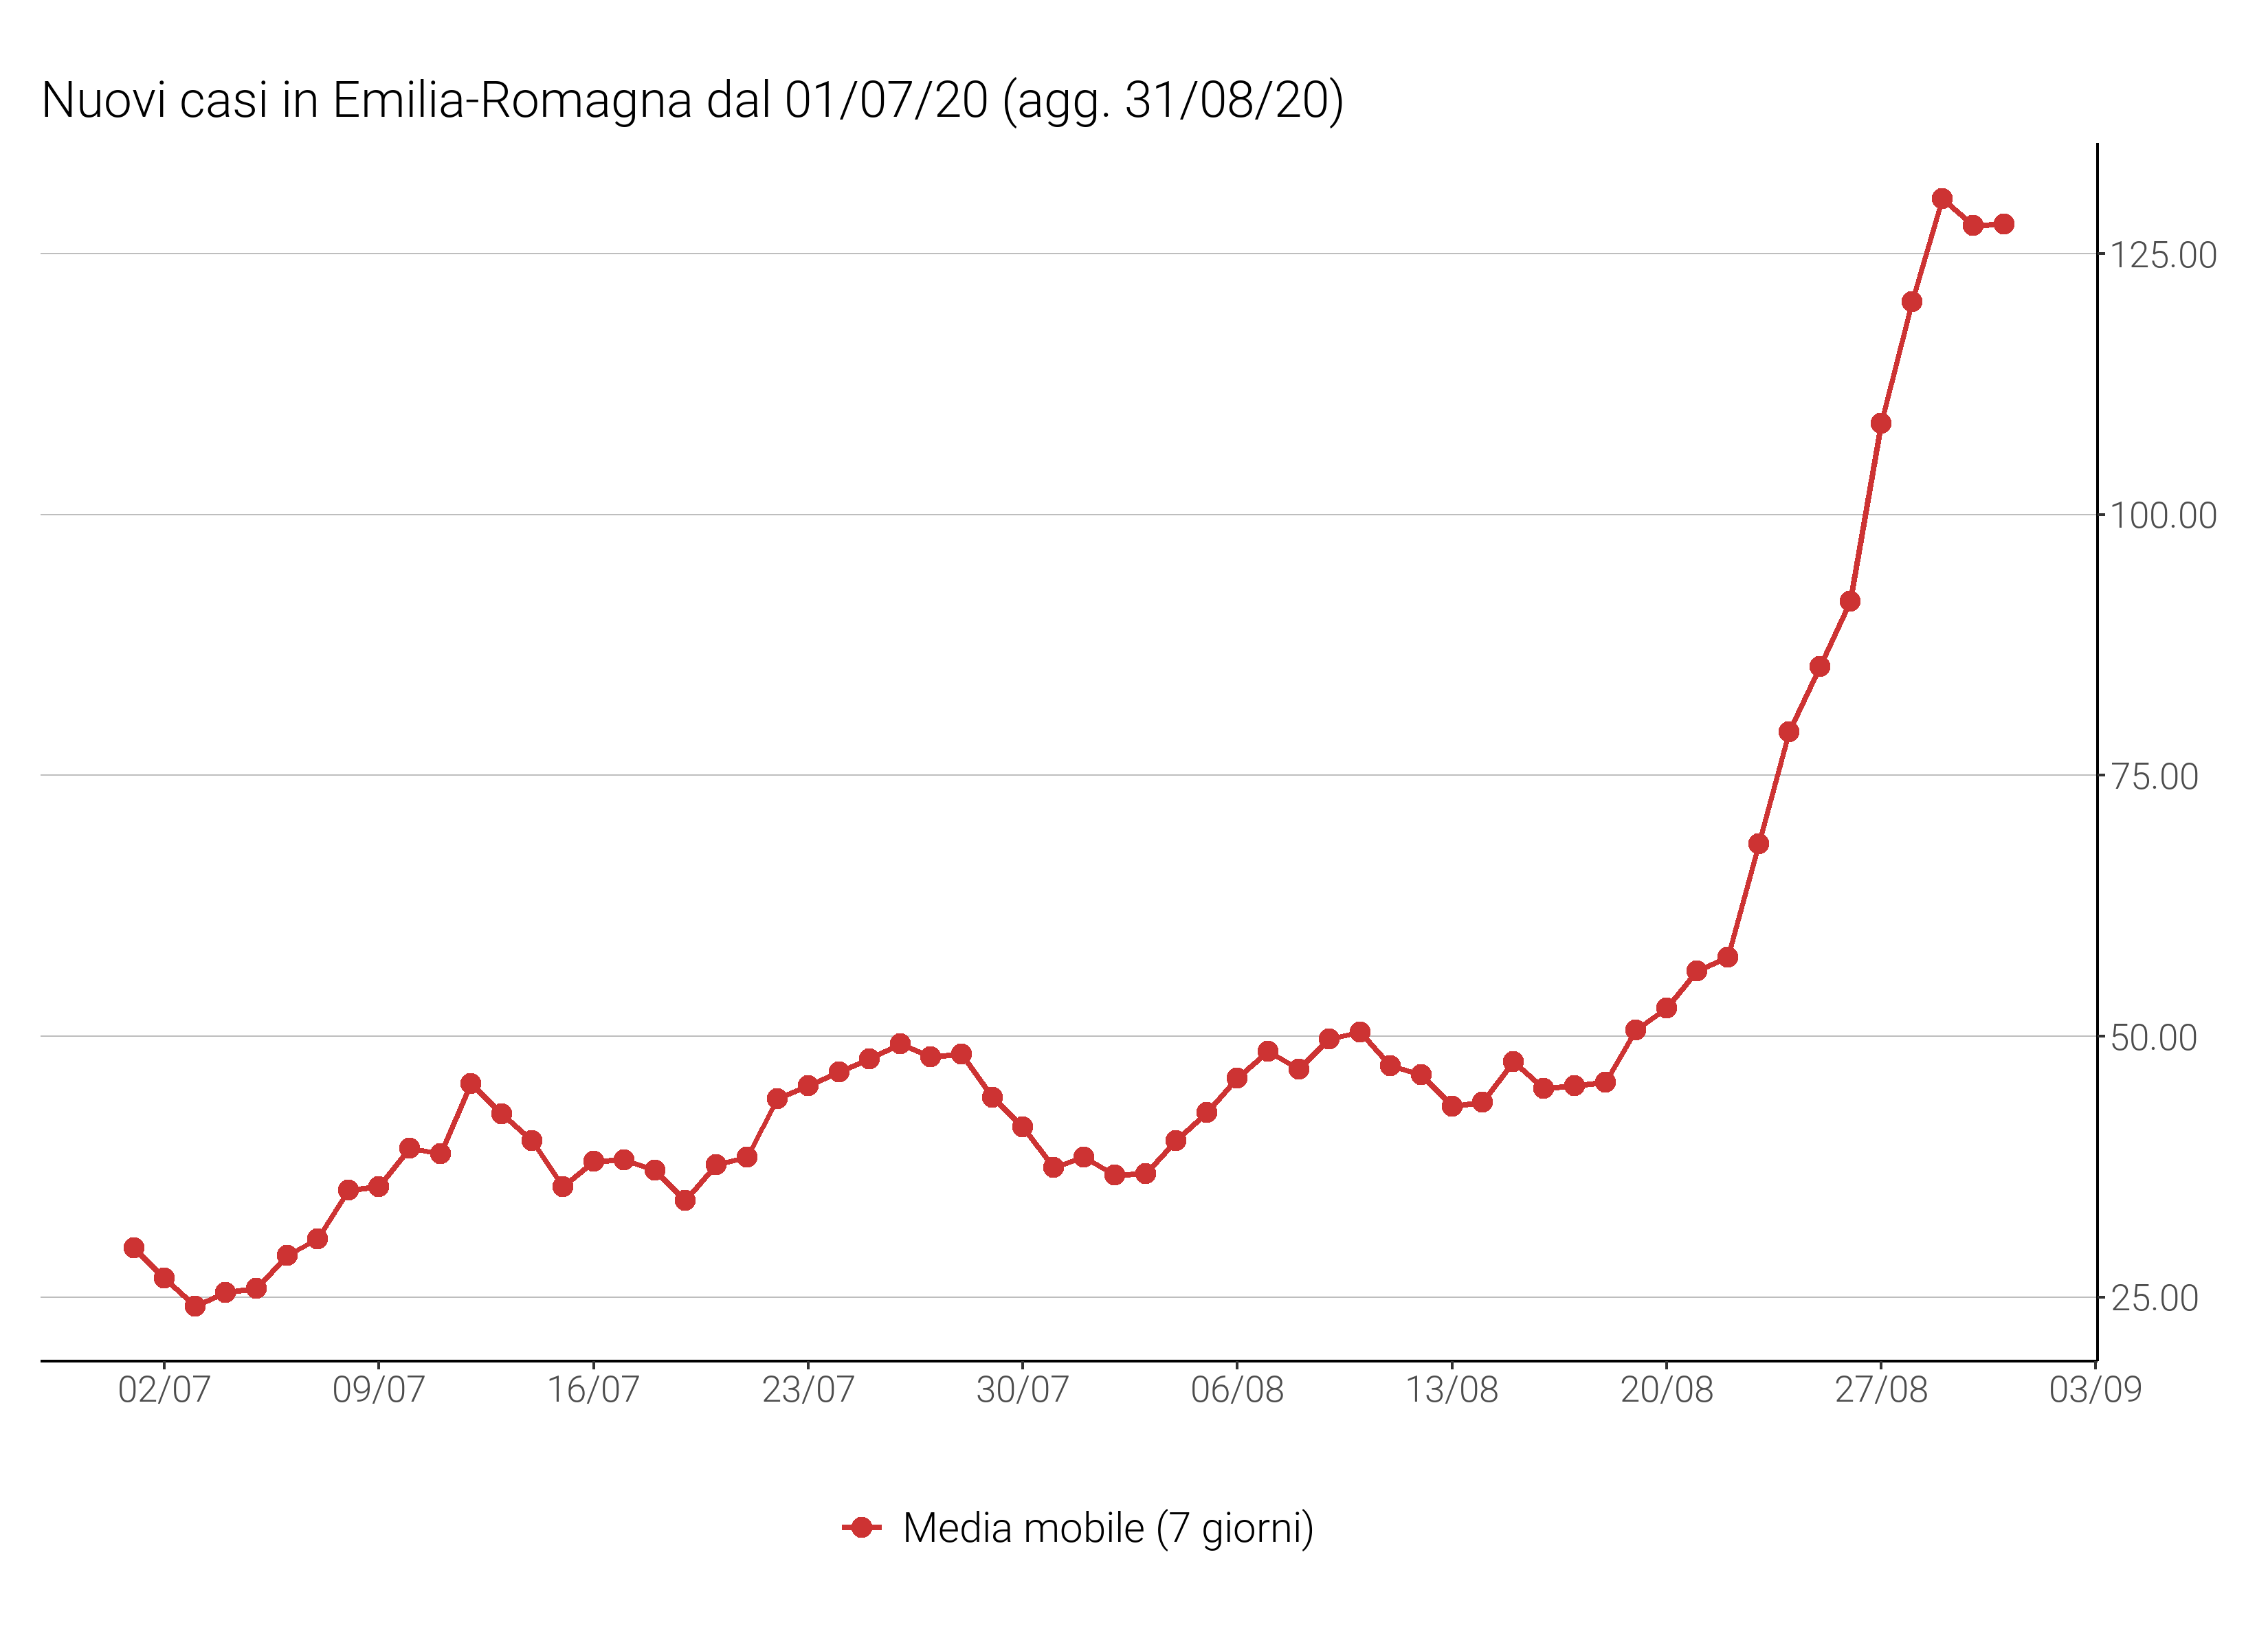 Nuovi casi in Emilia-Romagna dal 01/07/20 (agg. 31/08/20)
125.00
100.00
75.00
50.00
25.00
02/07 09/07 16/07 23/07 30/07 06/08 13/08 20/08 27/08 03/09
Media mobile (7 giorni)